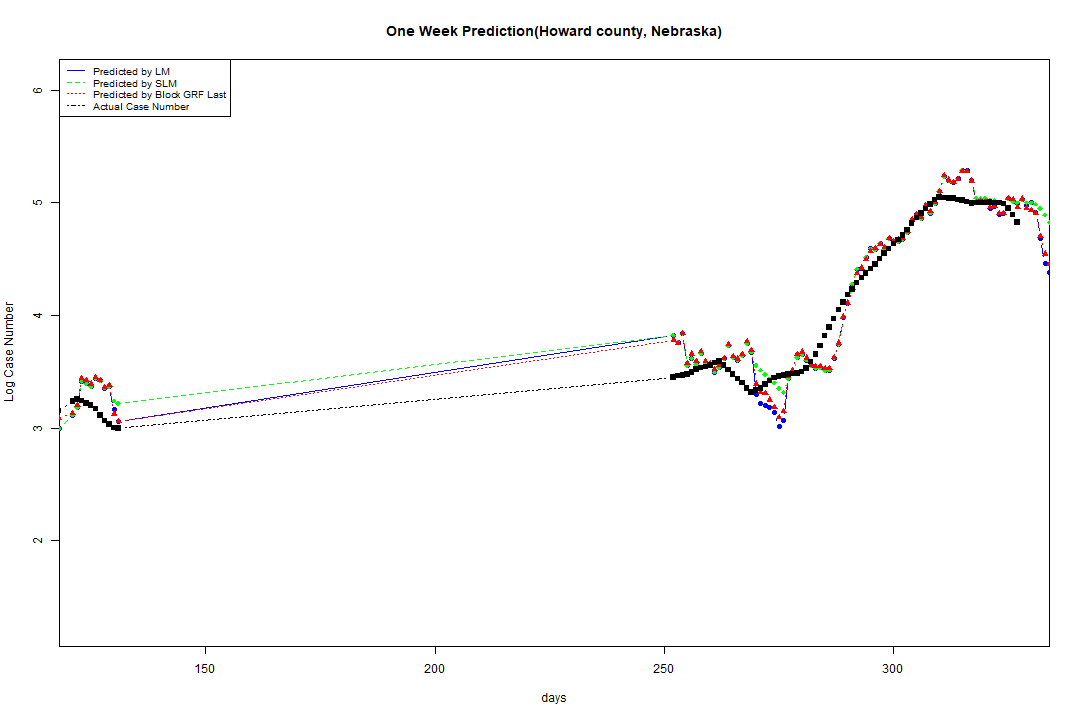 One Week Prediction(Howard county, Nebraska)
Predicted by LM
Predicted by SLM
Predicted by Block GRF Last
Actual Case Number
6
5
4
3
2
Log Case Number
150
200
250
300
days